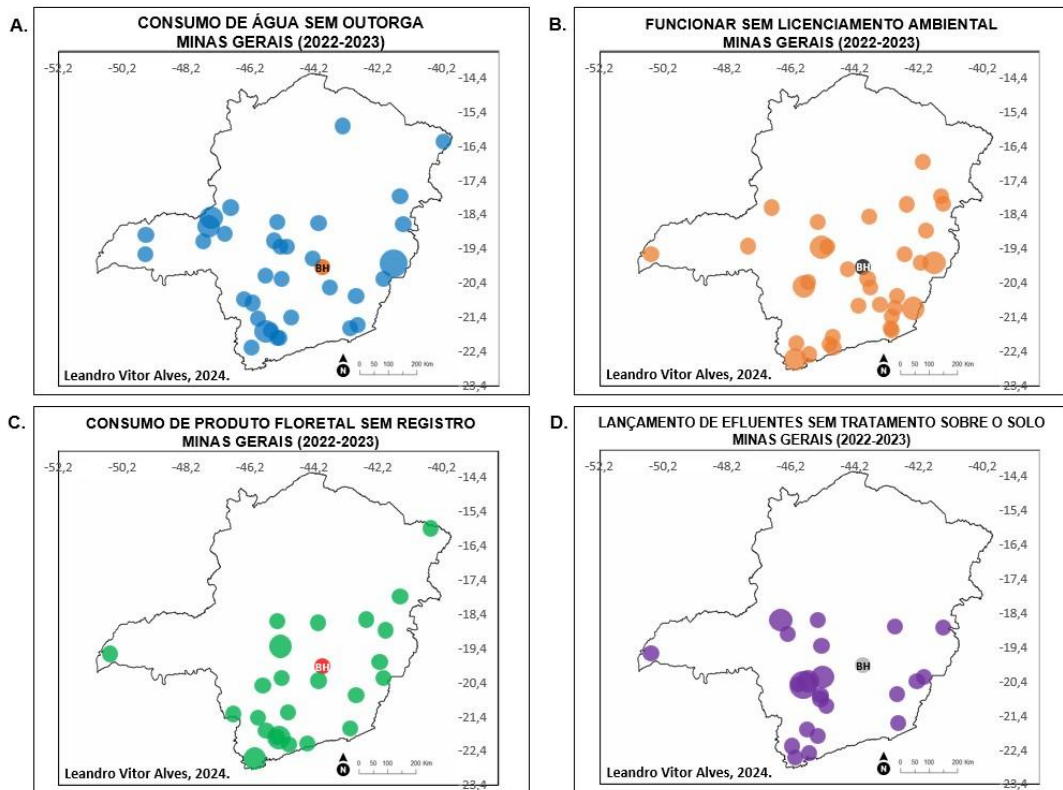 A.
CONSUMO DE ÁGUA SEM OUTORGA
MINAS GERAIS (2022-2023)
-52,2 -50,2 -48,2 -46,2 -44,2 -42,2 -40,2
-14,4
-15,4
-16,4
-17,4
-18,4
-19,4
-20,4
-21,4
-22,4
-23,4
BH
N
0 50 100 200 Km
Leandro Vitor Alves, 2024.
B.
FUNCIONAR SEM LICENCIAMENTO AMBIENTAL
MINAS GERAIS (2022-2023)
-52,2 -50,2 -48,2 -46,2 -44,2 -42,2 -40,2
-14,4
-15,4
-16,4
-17,4
-18,4
-19,4
-20,4
-21,4
-22,4
-23,4
BH
N
0 50 100 200 Km
Leandro Vitor Alves, 2024.
C.
CONSUMO DE PRODUTO FLORETAL SEM REGISTRO
MINAS GERAIS (2022-2023)
-52,2 -50,2 -48,2 -46,2 -44,2 -42,2 -40,2
-14,4
-15,4
-16,4
-17,4
-18,4
-19,4
-20,4
-21,4
-22,4
-23,4
BH
N
0 50 100 200 Km
Leandro Vitor Alves, 2024.
D.
LANÇAMENTO DE EFLUENTES SEM TRATAMENTO SOBRE O SOLO
MINAS GERAIS (2022-2023)
-52,2 -50,2 -48,2 -46,2 -44,2 -42,2 -40,2
-14,4
-15,4
-16,4
-17,4
-18,4
-19,4
-20,4
-21,4
-22,4
-23,4
BH
N
0 50 100 200 Km
Leandro Vitor Alves, 2024.